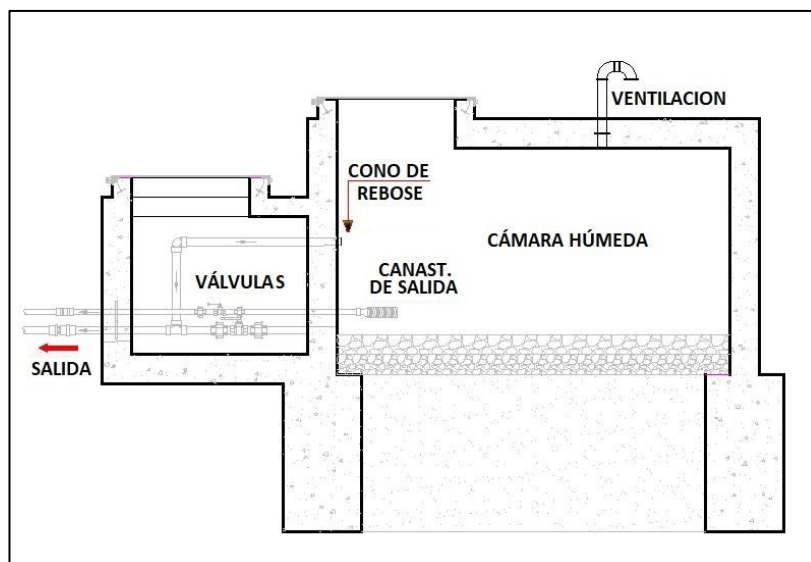 VENTILACION
CONO DE
REBOSE
CÁMARA HÚMEDA
VÁLVULAS
CANAST.
DE SALIDA
SALIDA